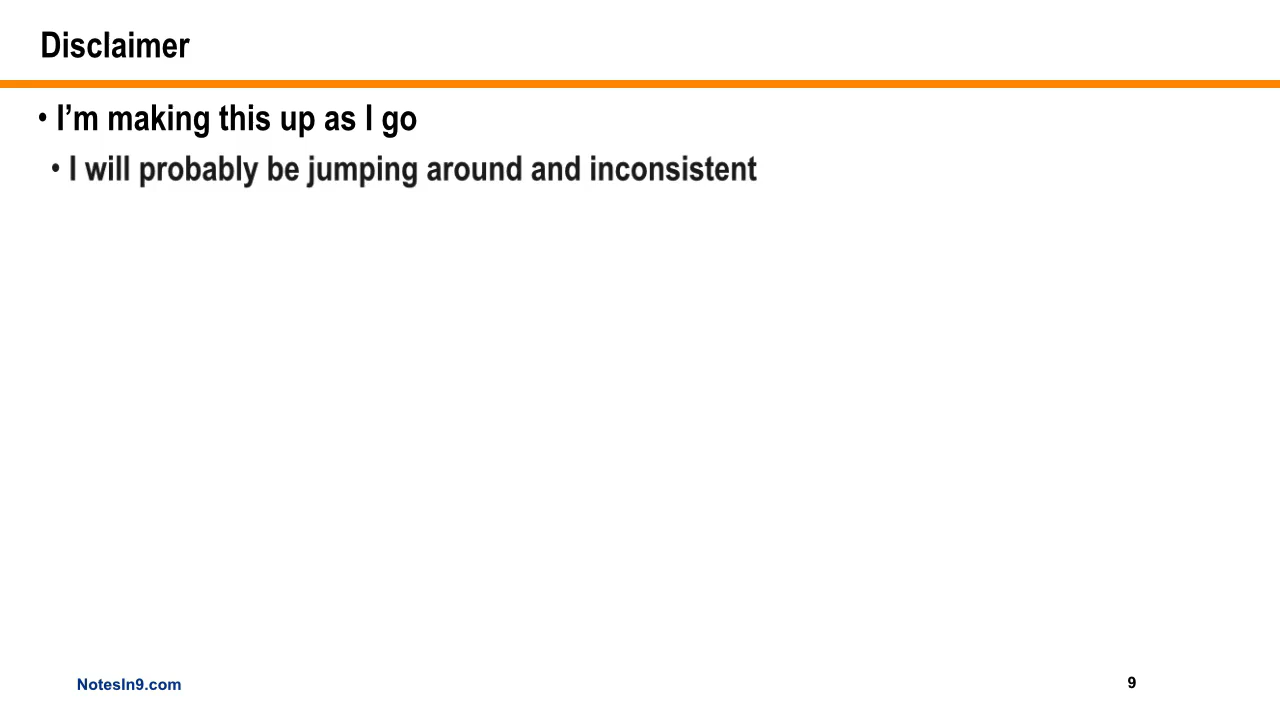 Disclaimer
• I’m making this up as I go
• I will probably be jumping around and inconsistent
NotesIn9.com
9